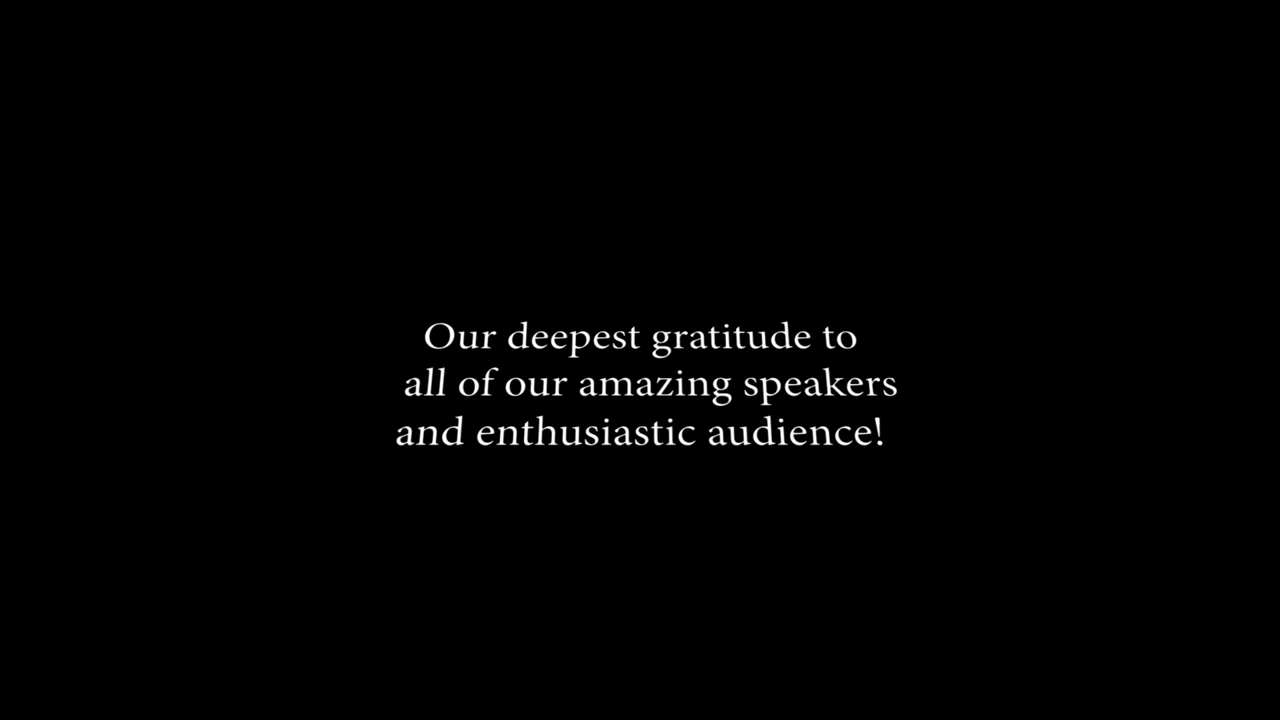 Our deepest gratitude to
all of our amazing speakers
and enthusiastic audience!